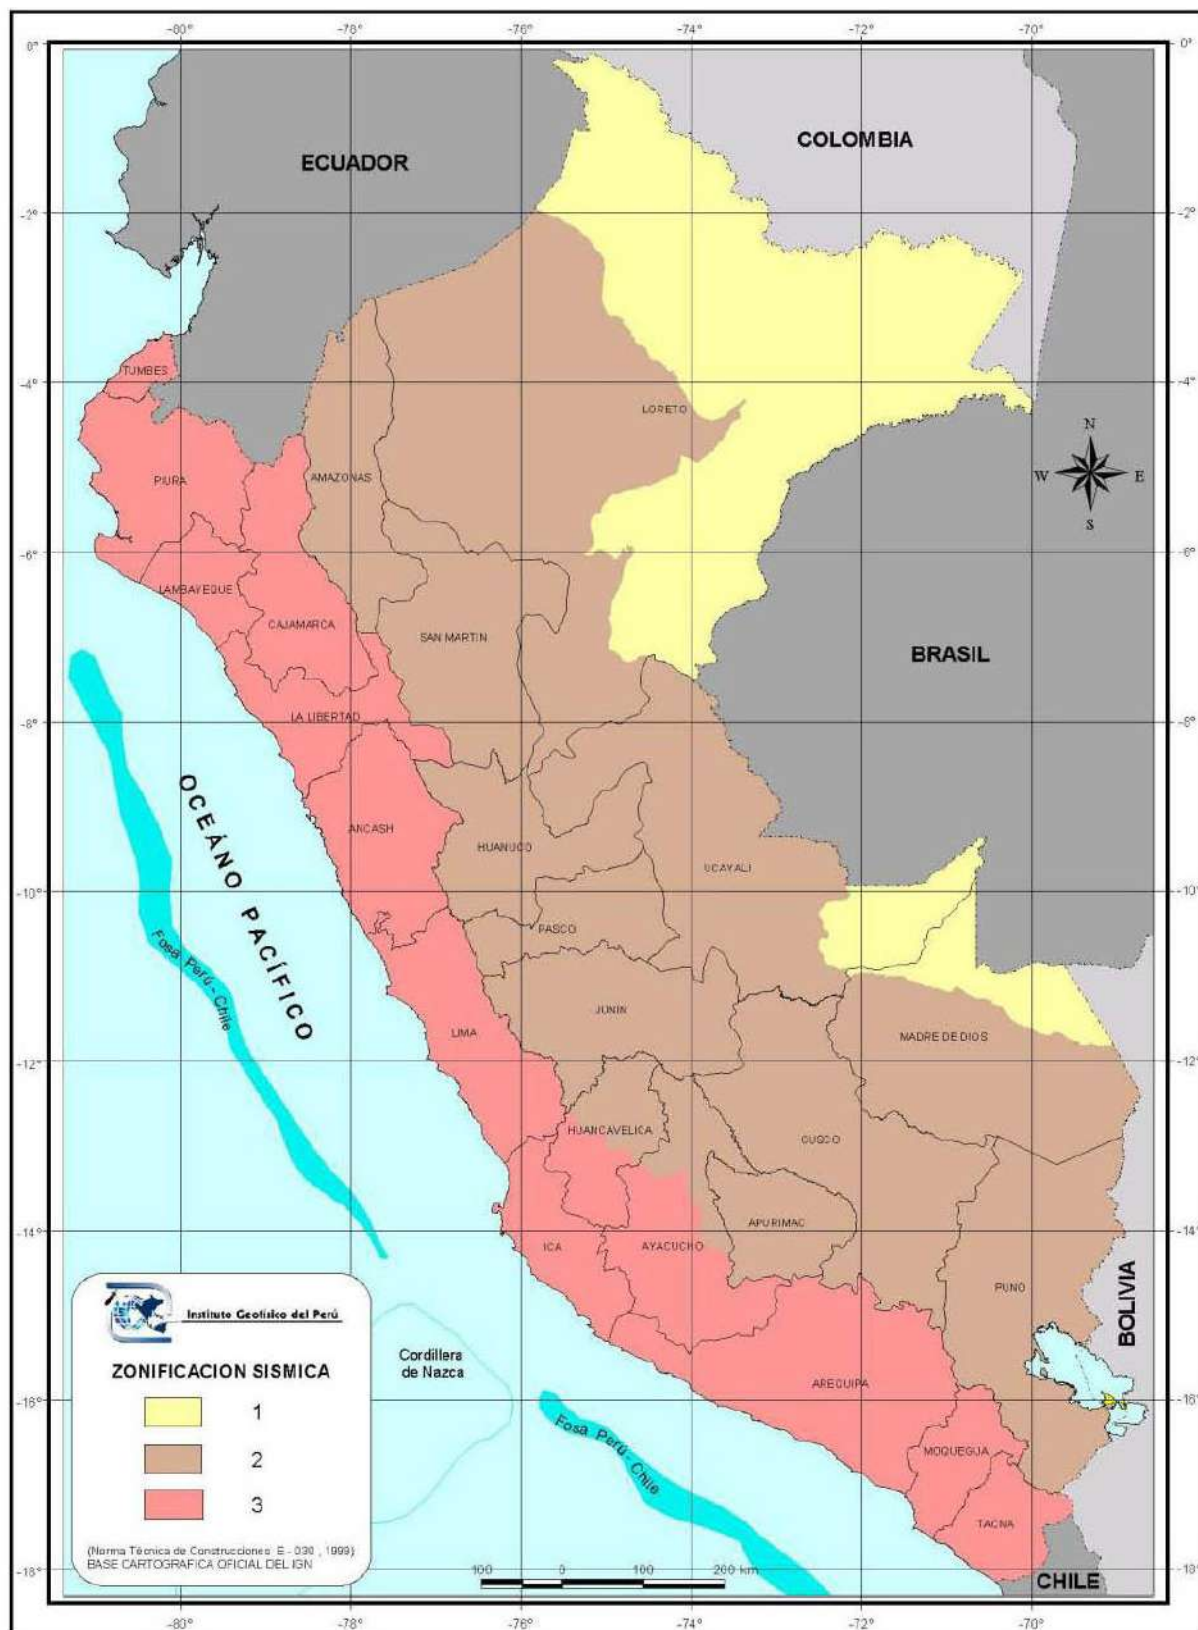 -80°
-78°
-76°
-74°
-72°
-70°
0°
0°
COLOMBIA
ECUADOR
-2°
-2°
TUMBES
-4°
-4°
LORETO
N
W
E
S
PIURA
AMAZONAS
-6°
-6°
LAMBAYEQUE
CAJAMARCA
SAN MARTIN
BRASIL
LA LIBERTAD
-8°
-8°
OCEÁNO PACÍFICO
ANCASH
HUANUCO
UCAYALI
-10°
-10°
Fosa Perú - Chile
PASCO
JUNIN
LIMA
MADRE DE DIOS
-12°
-12°
HUANCAVELICA
CUSCO
-14°
-14°
APURIMAC
ICA
AYACUCHO
PUNO
BOLIVIA
Instituto Geofísico del Perú
Cordillera
de Nazca
ZONIFICACION SISMICA
AREQUIPA
-16°
-16°
1
Fosa Perú - Chile
2
MOQUEGUA
3
TACNA
(Norma Técnica de Construcciones E - 030 , 1999)
BASE CARTOGRAFICA OFICIAL DEL IGN
100 0 100 200 km
-18°
-18°
CHILE
-80°
-78°
-76°
-74°
-72°
-70°